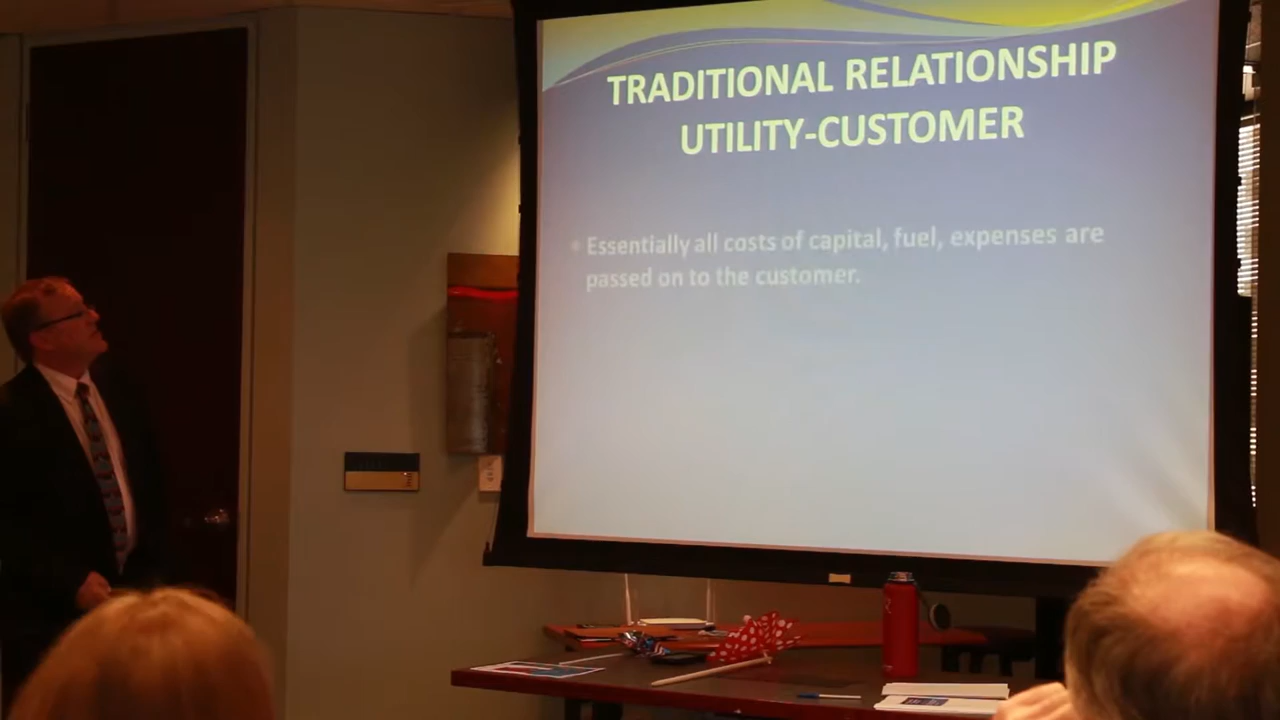 TRADITIONAL RELATIONSHIP
UTILITY-CUSTOMER
• Essentially all costs of capital, fuel, expenses are
passed on to the customer.